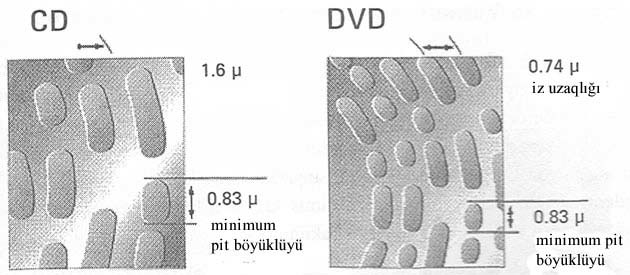 CD
1.6 µ
0.83 µ
minimum
pit böyüklüyü
DVD
0.74 µ
iz uzaqlığı
0.83 µ
minimum pit
böyüklüyü